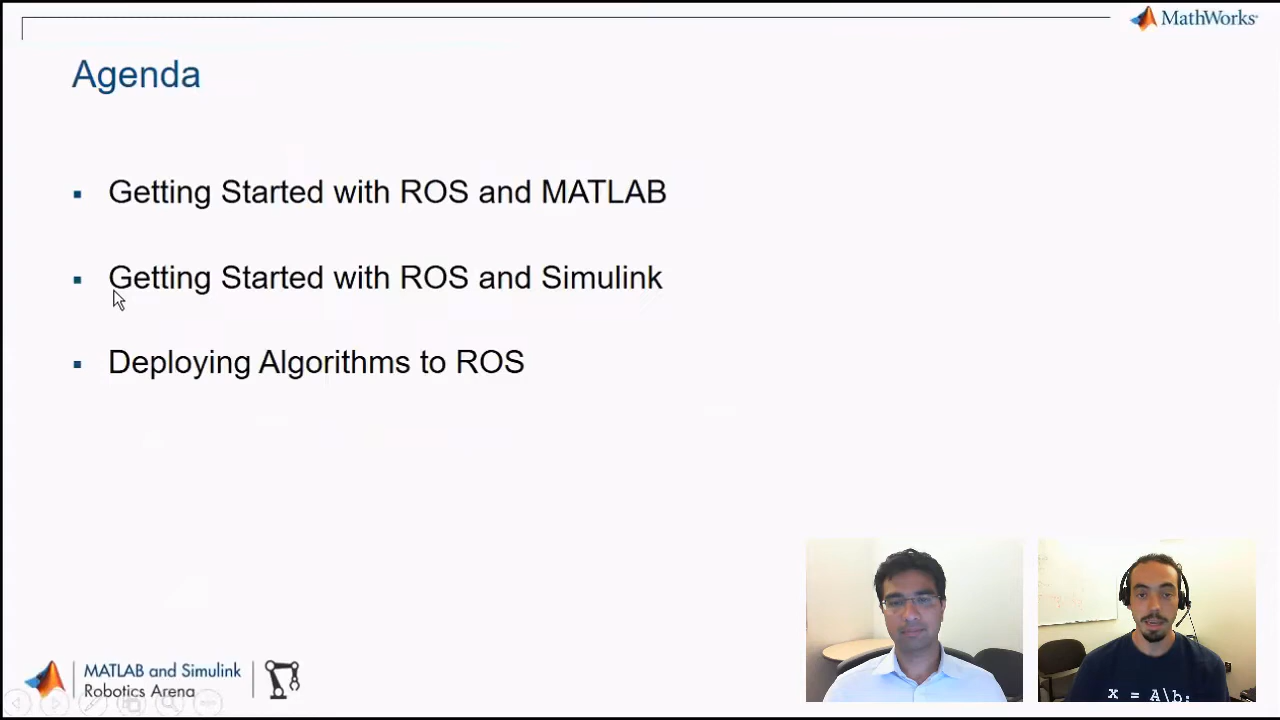 MathWorks
Agenda
Getting Started with ROS and MATLAB
Getting Started with ROS and Simulink
Deploying Algorithms to ROS
x = A\b;
MATLAB and Simulink
Robotics Arena